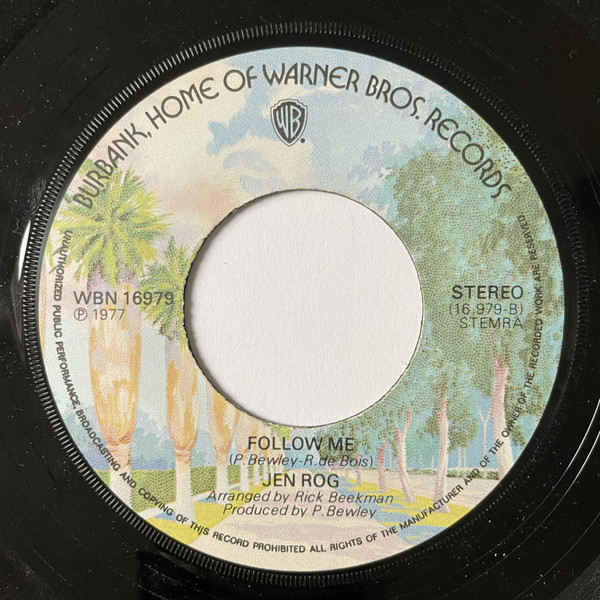 "BURBANK, HOME OF WARNER BROS. RECORDS
WB
WBN 16979
℗ 1977
STEREO
(16.979-B)
STEMRA
FOLLOW ME
(P. Bewley-R. de Bois)
JEN ROG
Arranged by Rick Beekman
Produced by P. Bewley
UNAUTHORIZED PUBLIC PERFORMANCE, BROADCASTING AND COPYING OF THIS RECORD PROHIBITED ALL RIGHTS OF THE MANUFACTURER AND OF THE OWNER OF THE RECORDED WORK ARE RESERVED